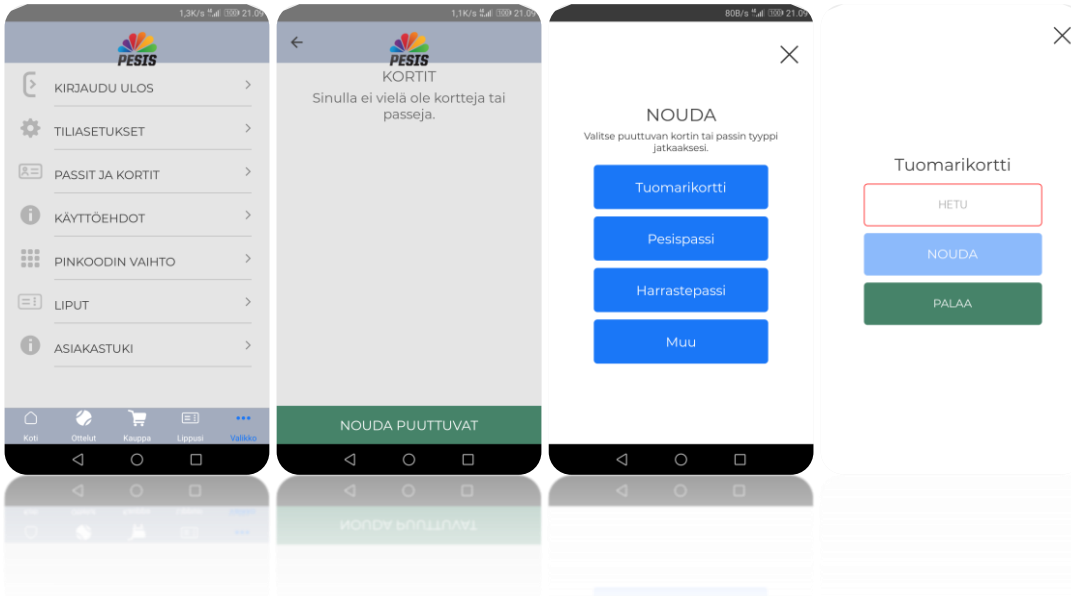 1,3K/s 21.09
PESIS
KIRJAUDU ULOS
TILIASETUKSET
PASSIT JA KORTIT
KÄYTTÖEHDOT
PINKOODIN VAIHTO
LIPUT
ASIAKASTUKI
Koti Ottelut Kauppa Lippusi Valikko
1,1K/s 21.09
PESIS
KORTIT
Sinulla ei vielä ole kortteja tai
passeja.
NOUDA PUUTTUVAT
80B/s 21.09
NOUDA
Valitse puuttuvan kortin tai passin tyyppi
jatkaaksesi.
Tuomarikortti
Pesispassi
Harrastepassi
Muu
Tuomarikortti
HETU
NOUDA
PALAA